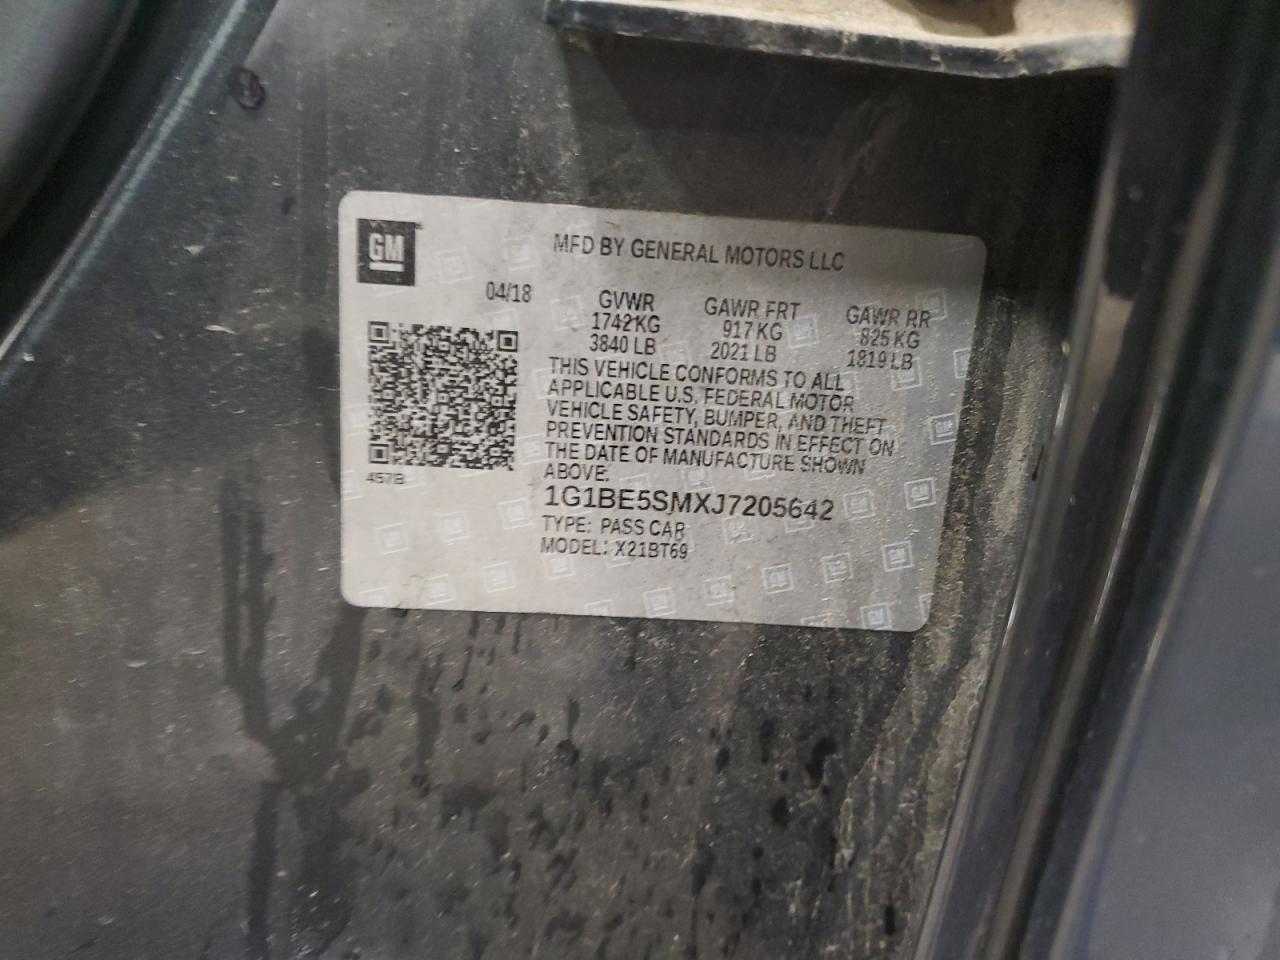 GM
MFD BY GENERAL MOTORS LLC
04/18 GVWR GAWR FRT GAWR RR
1742KG 917 KG 825 KG
3840 LB 2021 LB 1819 LB
THIS VEHICLE CONFORMS TO ALL
APPLICABLE U.S. FEDERAL MOTOR
VEHICLE SAFETY, BUMPER, AND THEFT
PREVENTION STANDARDS IN EFFECT ON
THE DATE OF MANUFACTURE SHOWN
ABOVE.
457B
1G1BE5SMXJ7205642
TYPE: PASS CAR
MODEL: X21BT69